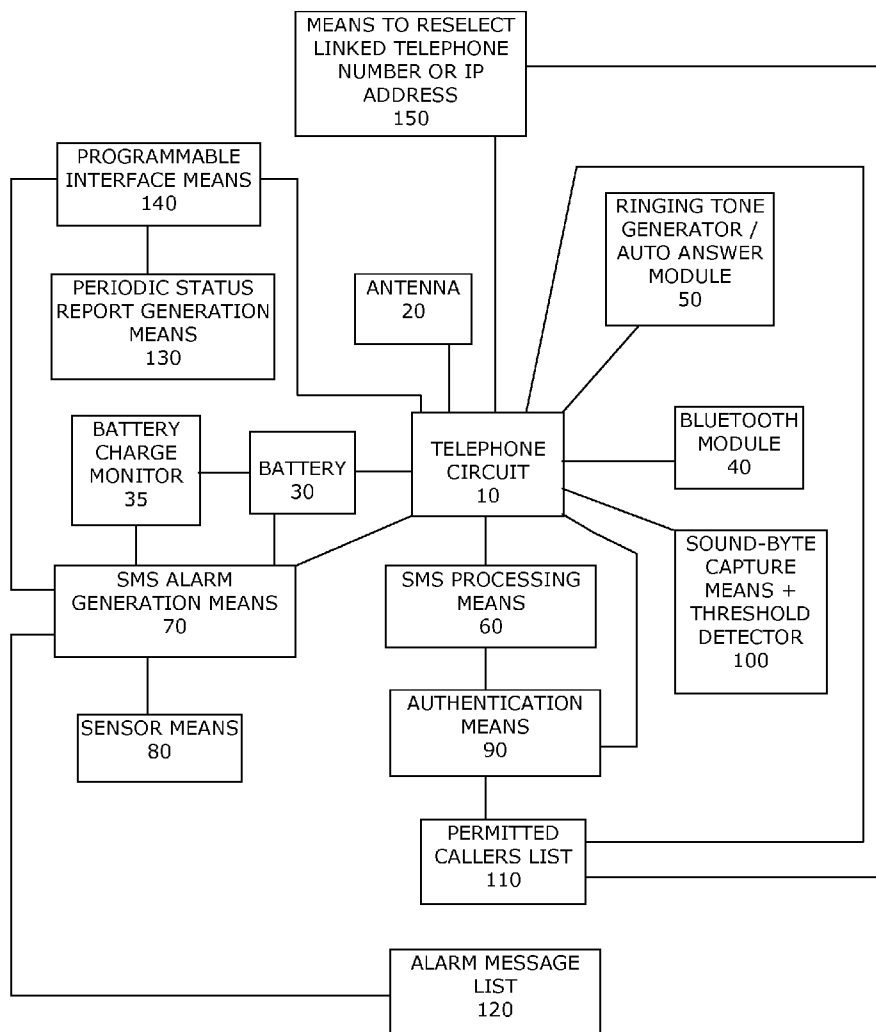 MEANS TO RESELECT
LINKED TELEPHONE
NUMBER OR IP
ADDRESS
150
PROGRAMMABLE
INTERFACE MEANS
140
RINGING TONE
GENERATOR /
AUTO ANSWER
MODULE
50
PERIODIC STATUS
REPORT GENERATION
MEANS
130
ANTENNA
20
BATTERY
CHARGE
MONITOR
35
BATTERY
30
TELEPHONE
CIRCUIT
10
BLUETOOTH
MODULE
40
SMS ALARM
GENERATION MEANS
70
SMS PROCESSING
MEANS
60
SOUND-BYTE
CAPTURE
MEANS +
THRESHOLD
DETECTOR
100
SENSOR MEANS
80
AUTHENTICATION
MEANS
90
PERMITTED
CALLERS LIST
110
ALARM MESSAGE
LIST
120